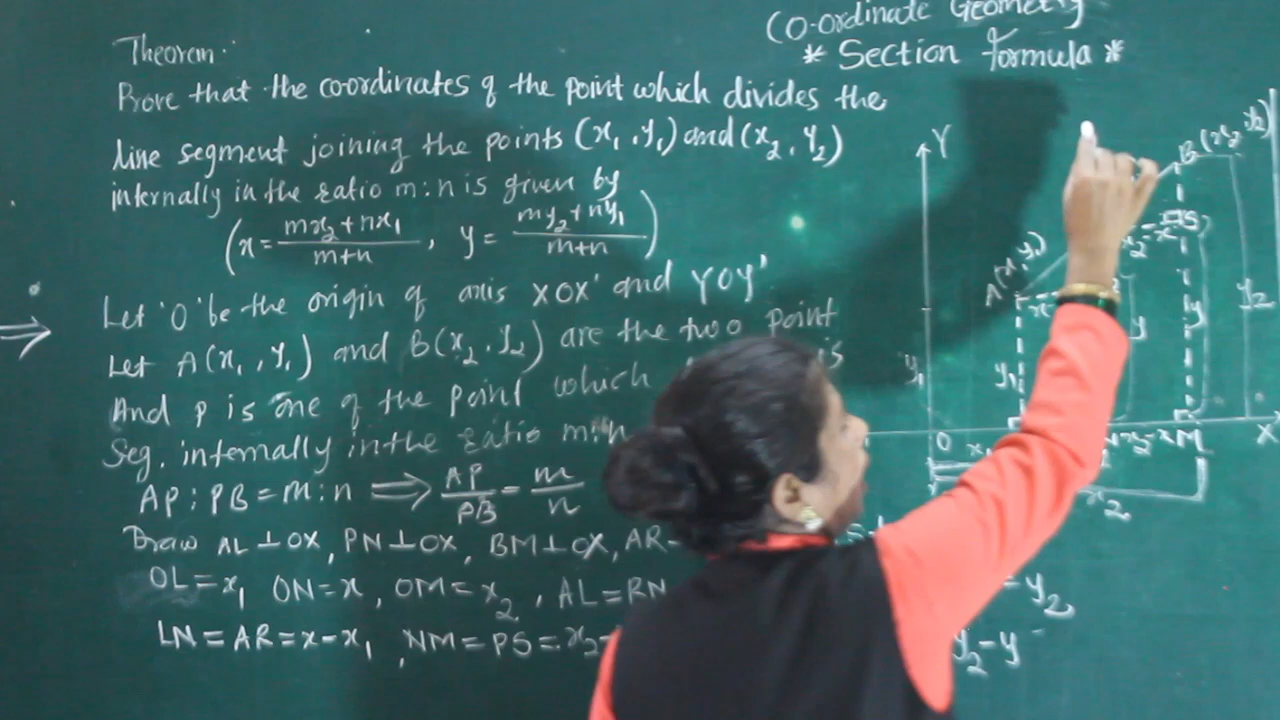 Co-ordinate Geometry
* Section formula *
Theorem.
Prove that the coordinates of the point which divides the
line segment joining the points (x₁, y₁) and (x₂, y₂)
internally in the ratio m:n is given by
(x = mx₂+nx₁ / m+n , y = my₂+ny₁ / m+n)
⇒ Let 'O' be the origin of axis XOX' and YOY'
Let A(x₁, y₁) and B(x₂, y₂) are the two point
And P is one of the point which is
Seg. internally in the ratio m:n
AP : PB = m : n ⇒ AP/PB = m/n
Draw AL ⊥ OX, PN ⊥ OX, BM ⊥ OX, AR
OL = x₁ ON = x, OM = x₂, AL = RN = y₂
LN = AR = x - x₁, NM = PS = x₂- y₂-y
Y
B(x₂, y₂)
A(x₁, y₁)
y₂
y
y
y₁
y₁
O
M
X
x₂